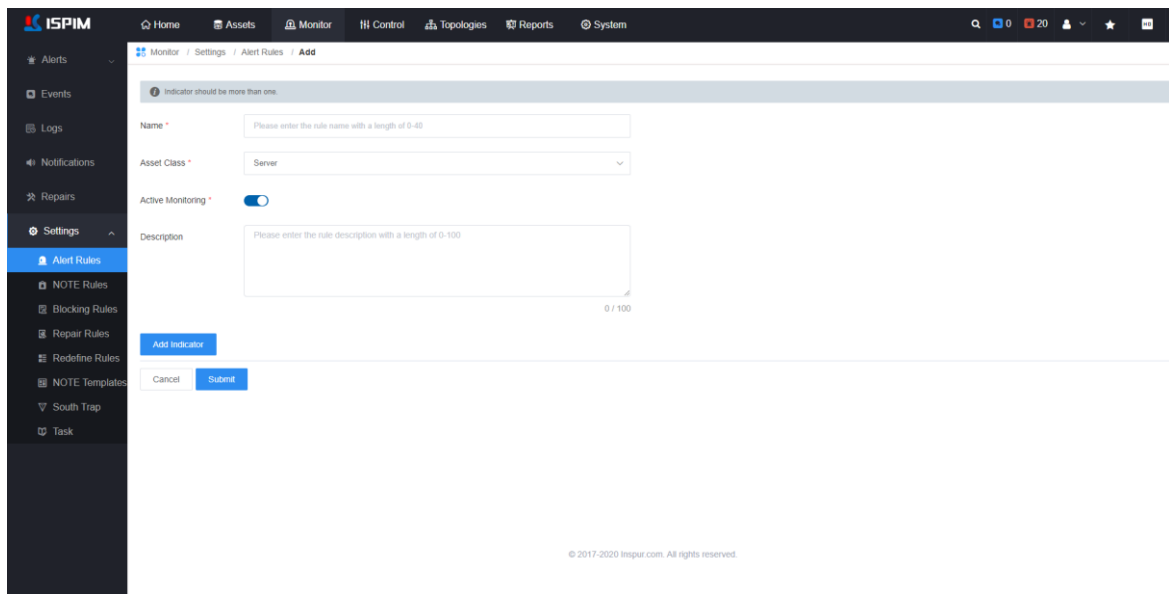 ISPIM Home Assets Monitor Control Topologies Reports System 0 20
Monitor / Settings / Alert Rules / Add
Alerts
Events
Logs
Notifications
Repairs
Settings
Alert Rules
NOTE Rules
Blocking Rules
Repair Rules
Redefine Rules
NOTE Templates
South Trap
Task
Indicator should be more than one.
Name * Please enter the rule name with a length of 0-40
Asset Class * Server
Active Monitoring *
Description Please enter the rule description with a length of 0-100
0 / 100
Add Indicator
Cancel Submit
© 2017-2020 Inspur.com. All rights reserved.